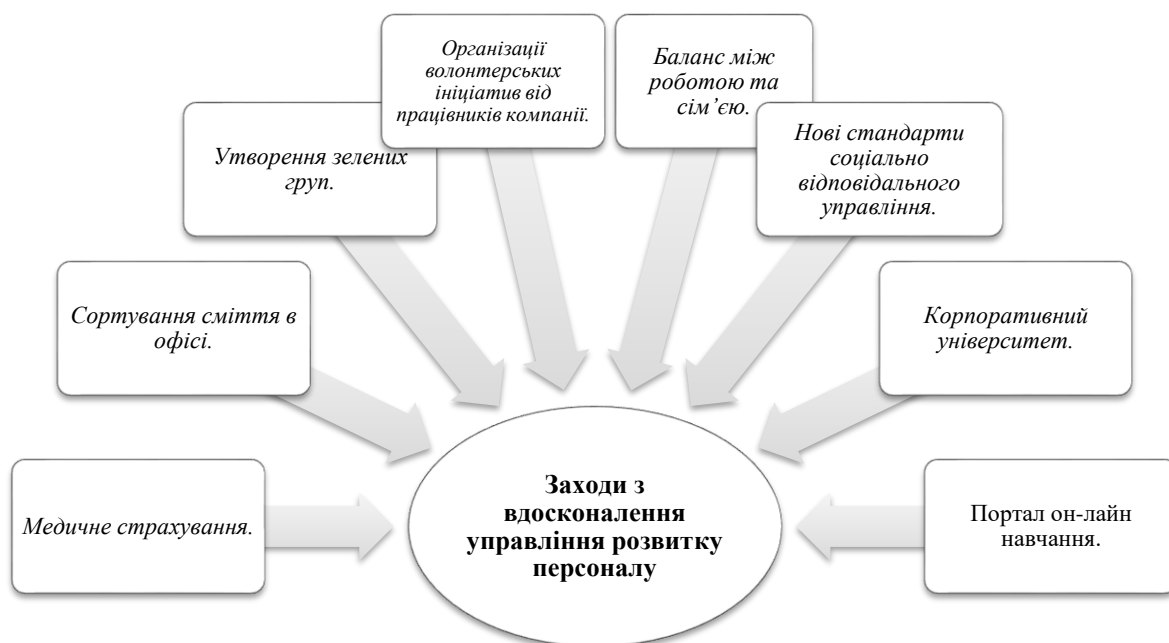 Організації
волонтерських
ініціатив від
працівників компанії.
Баланс між
роботою та
сім’єю.
Утворення зелених
груп.
Нові стандарти
соціально
відповідального
управління.
Сортування сміття в
офісі.
Корпоративний
університет.
Медичне страхування.
Заходи з
вдосконалення
управління розвитку
персоналу
Портал он-лайн
навчання.